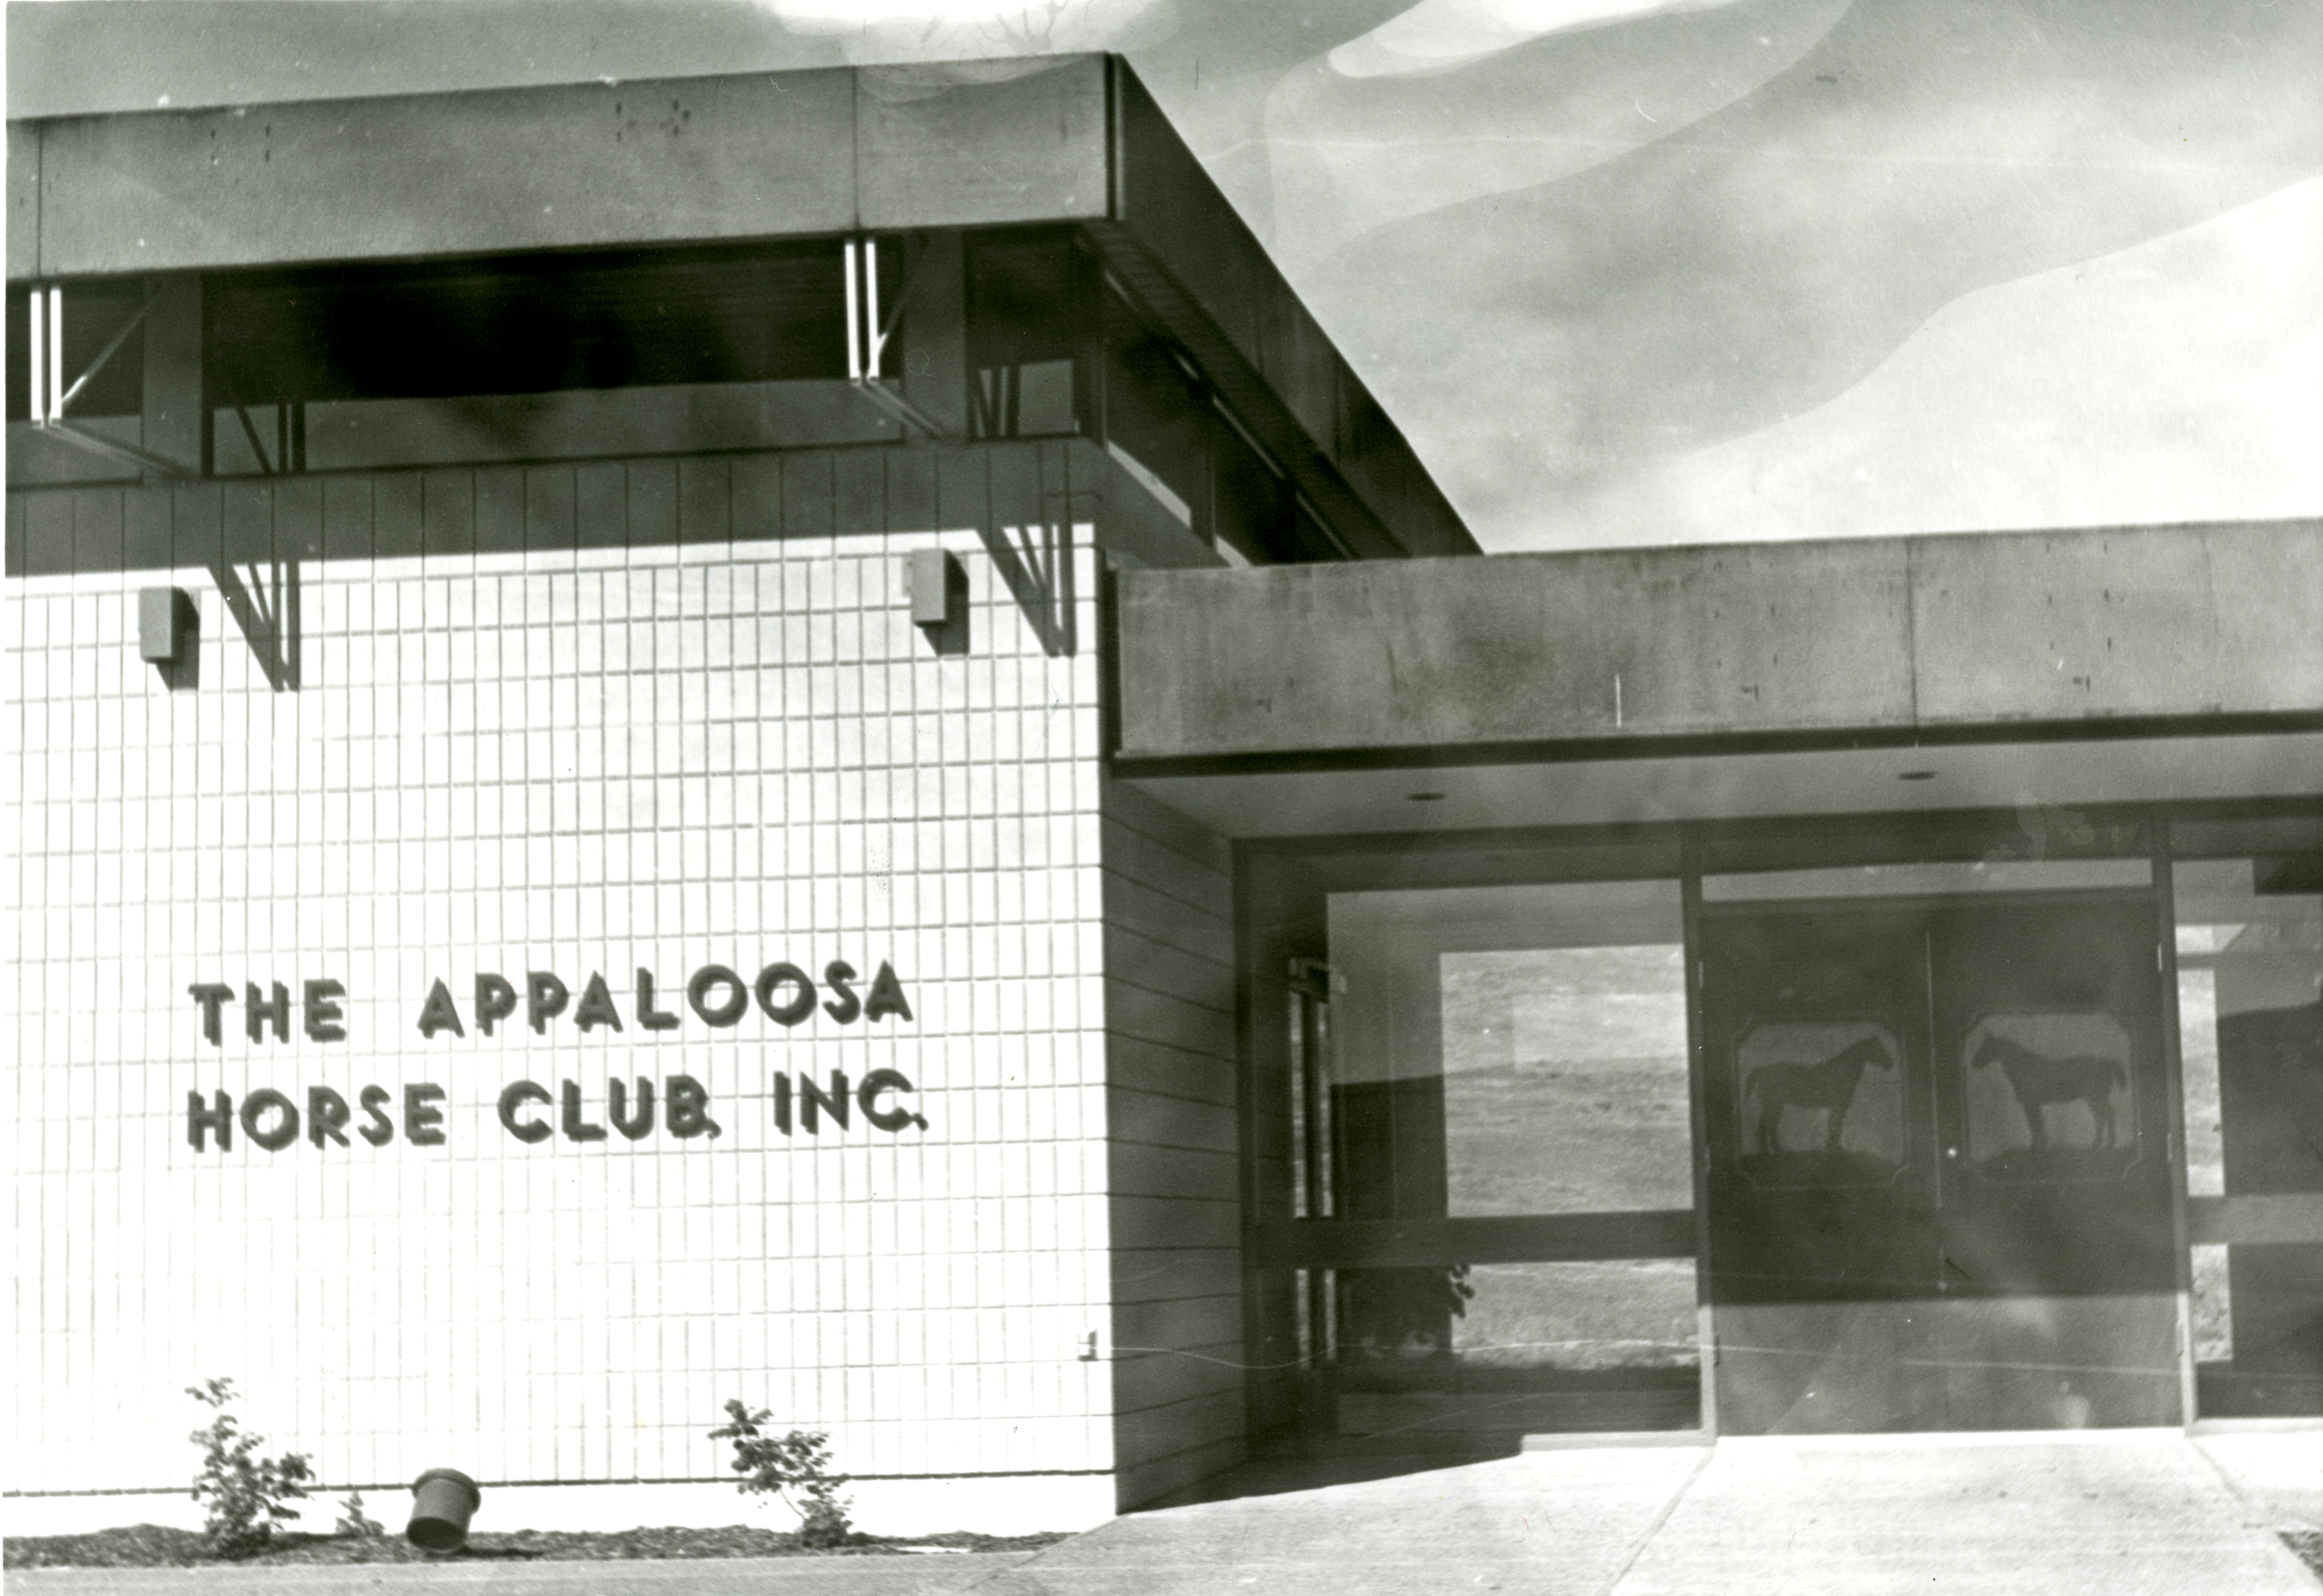 THE APPALOOSA
HORSE CLUB, INC.